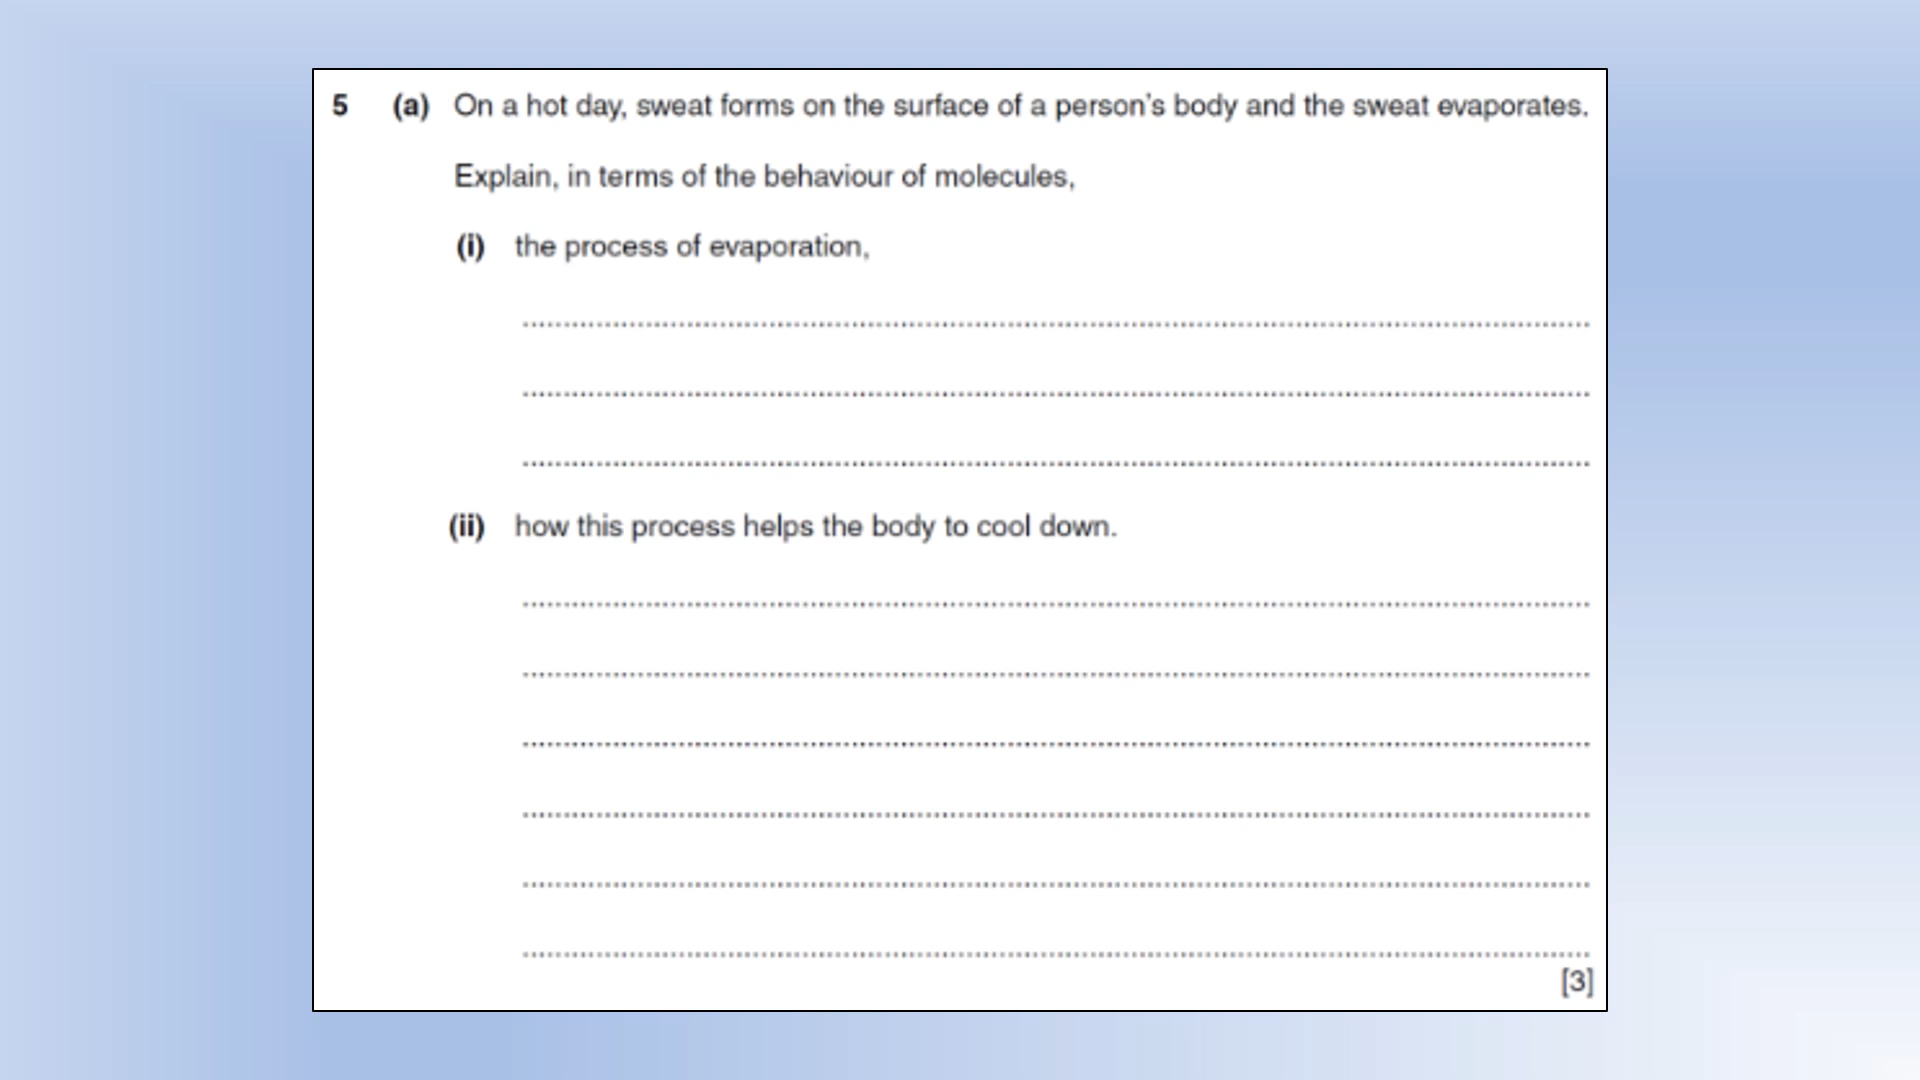 5 (a) On a hot day, sweat forms on the surface of a person's body and the sweat evaporates.
Explain, in terms of the behaviour of molecules,
(i) the process of evaporation,
(ii) how this process helps the body to cool down.
[3]